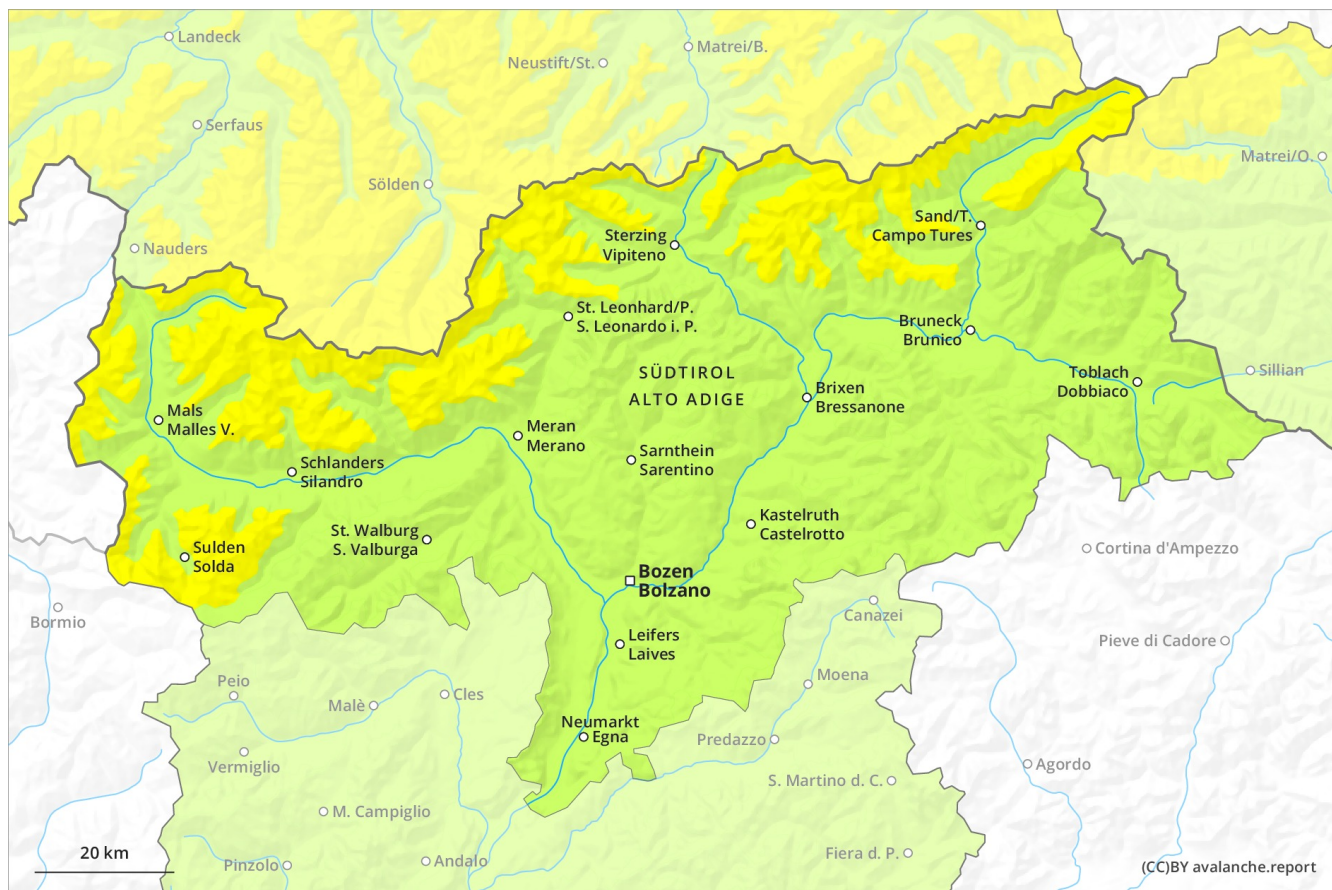 Landeck
Matrei/B.
Neustift/St.
Serfaus
Matrei/O.
Sölden
Sand/T.
Campo Tures
Sterzing
Vipiteno
Nauders
St. Leonhard/P.
S. Leonardo i. P.
Bruneck
Brunico
SÜDTIROL
ALTO ADIGE
Toblach
Dobbiaco
Sillian
Brixen
Bressanone
Mals
Malles V.
Meran
Merano
Sarnthein
Sarentino
Schlanders
Silandro
Kastelruth
Castelrotto
St. Walburg
S. Valburga
Sulden
Solda
Cortina d'Ampezzo
Bozen
Bolzano
Bormio
Canazei
Leifers
Laives
Pieve di Cadore
Moena
Peio
Cles
Malè
Neumarkt
Egna
Predazzo
Vermiglio
Agordo
S. Martino d. C.
M. Campiglio
20 km
Andalo
Pinzolo
Fiera d. P.
(CC)BY avalanche.report